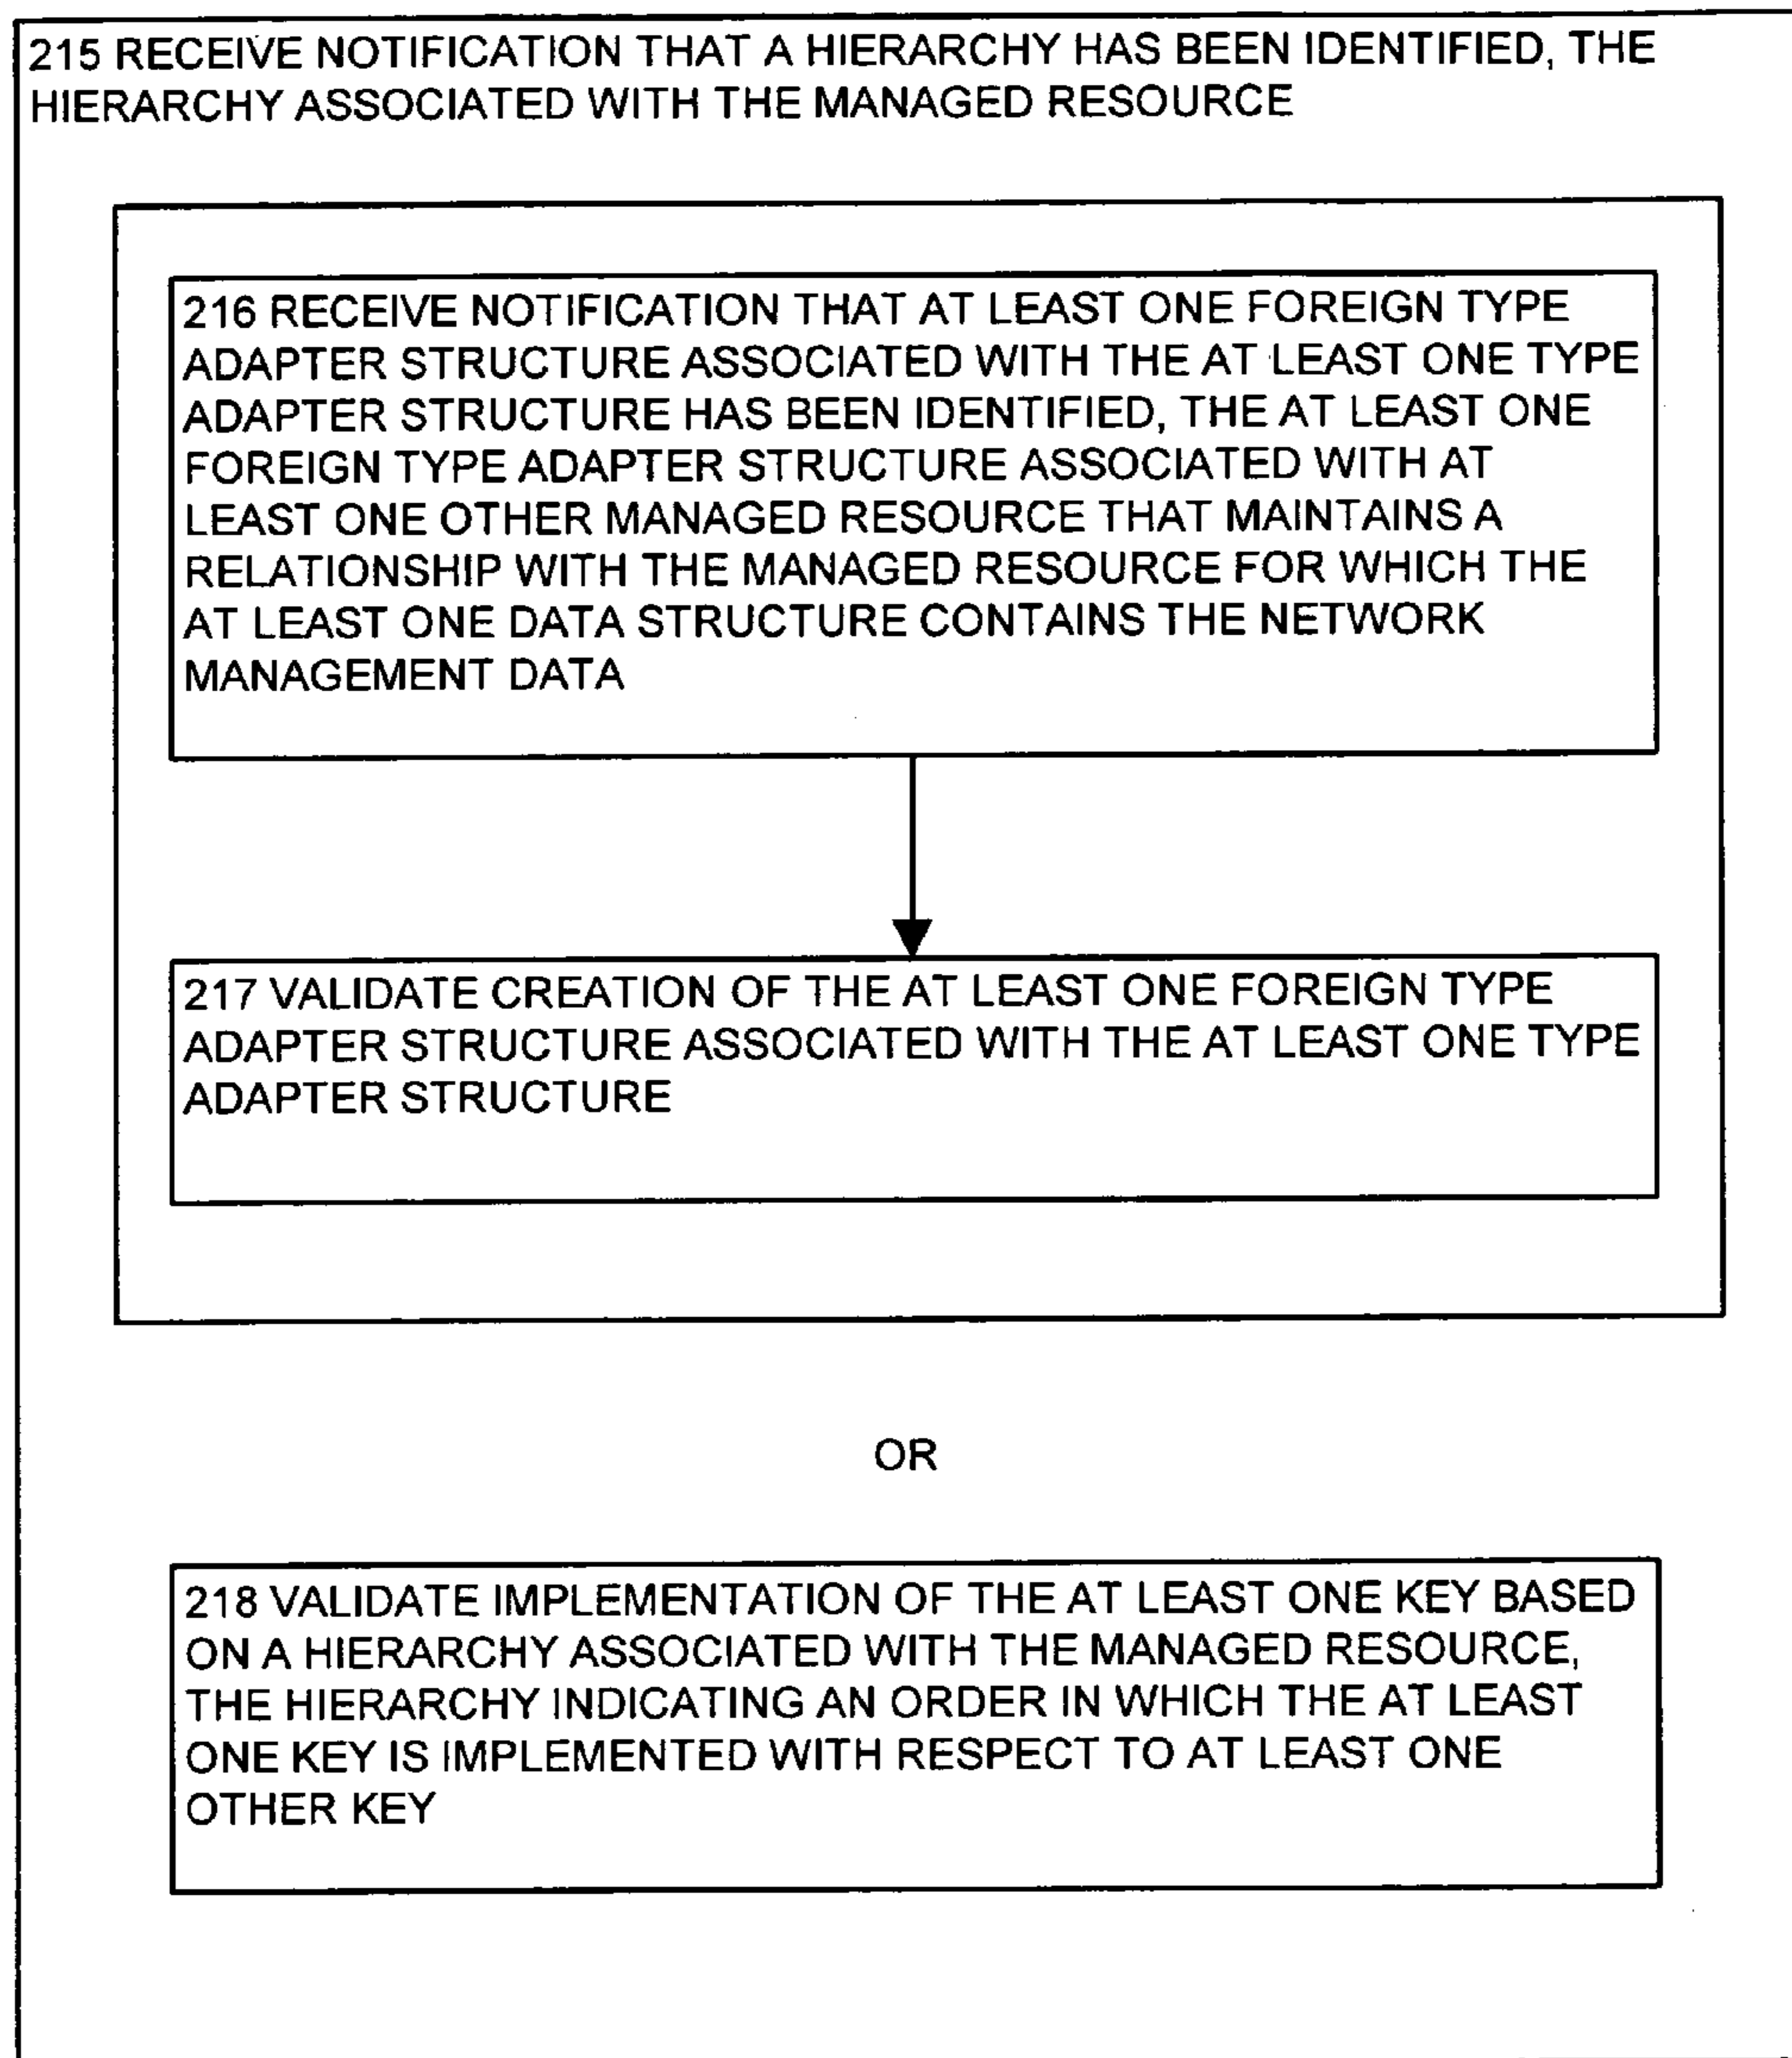 215 RECEIVE NOTIFICATION THAT A HIERARCHY HAS BEEN IDENTIFIED, THE
HIERARCHY ASSOCIATED WITH THE MANAGED RESOURCE
216 RECEIVE NOTIFICATION THAT AT LEAST ONE FOREIGN TYPE
ADAPTER STRUCTURE ASSOCIATED WITH THE AT LEAST ONE TYPE
ADAPTER STRUCTURE HAS BEEN IDENTIFIED, THE AT LEAST ONE
FOREIGN TYPE ADAPTER STRUCTURE ASSOCIATED WITH AT
LEAST ONE OTHER MANAGED RESOURCE THAT MAINTAINS A
RELATIONSHIP WITH THE MANAGED RESOURCE FOR WHICH THE
AT LEAST ONE DATA STRUCTURE CONTAINS THE NETWORK
MANAGEMENT DATA
217 VALIDATE CREATION OF THE AT LEAST ONE FOREIGN TYPE
ADAPTER STRUCTURE ASSOCIATED WITH THE AT LEAST ONE TYPE
ADAPTER STRUCTURE
OR
218 VALIDATE IMPLEMENTATION OF THE AT LEAST ONE KEY BASED
ON A HIERARCHY ASSOCIATED WITH THE MANAGED RESOURCE,
THE HIERARCHY INDICATING AN ORDER IN WHICH THE AT LEAST
ONE KEY IS IMPLEMENTED WITH RESPECT TO AT LEAST ONE
OTHER KEY